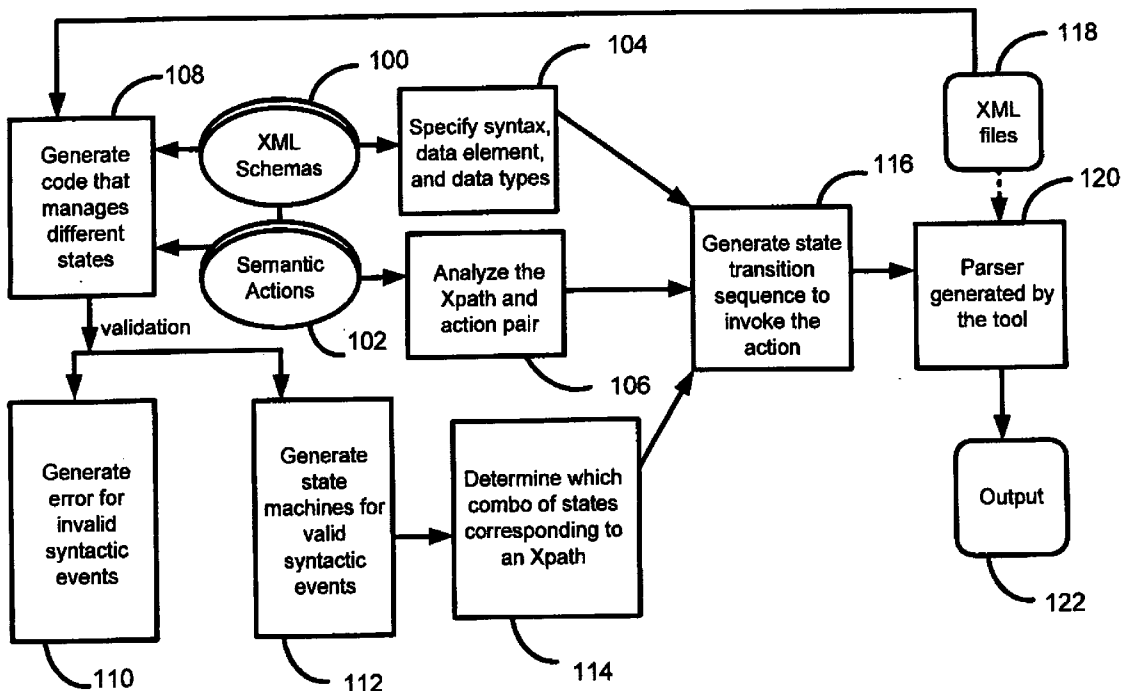 108
100
104
118
XML
Schemas
Specify syntax,
data element,
and data types
XML
files
Generate
code that
manages
different
states
116
120
Semantic
Actions
Analyze the
Xpath and
action pair
Generate state
transition
sequence to
invoke the
action
Parser
generated by
the tool
validation
102
106
Generate
error for
invalid
syntactic
events
Generate
state
machines for
valid
syntactic
events
Determine which
combo of states
corresponding to
an Xpath
Output
122
110
112
114